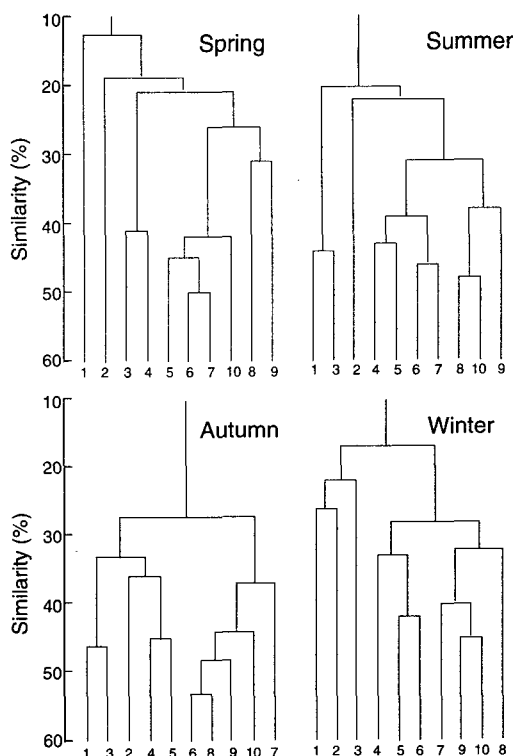 Spring
Summer
Similarity (%)
10
20
30
40
50
60
1 2 3 4 5 6 7 10 8 9
1 3 2 4 5 6 7 8 10 9
Autumn
Winter
Similarity (%)
10
20
30
40
50
60
1 3 2 4 5 6 8 9 10 7
1 2 3 4 5 6 7 9 10 8